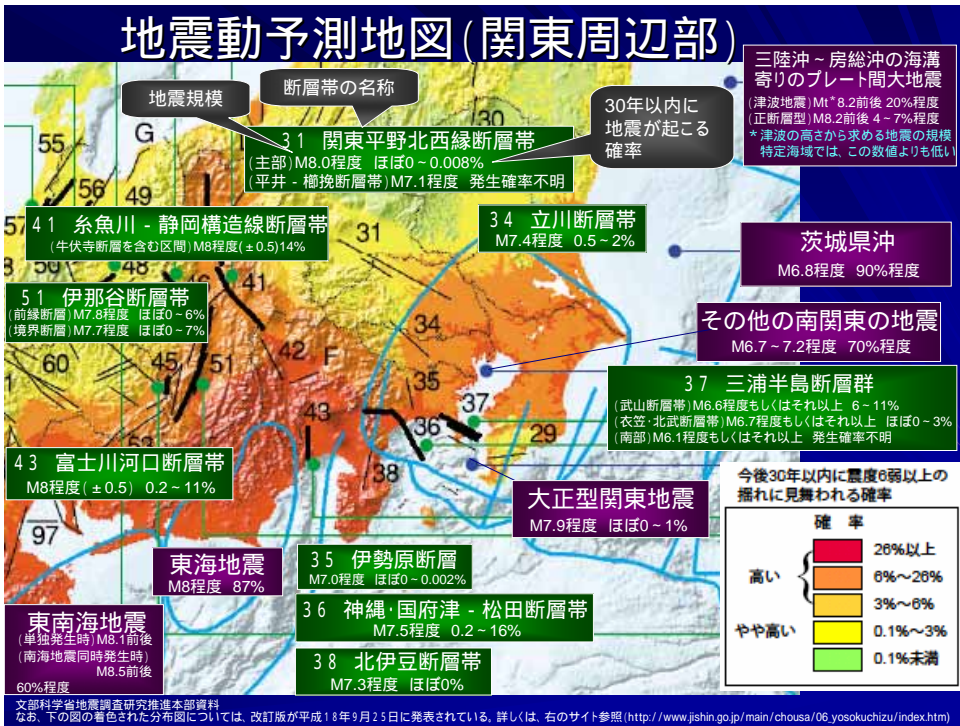 地震動予測地図(関東周辺部)
三陸沖~房総沖の海溝
寄りのプレート間大地震
(津波地震)Mt*8.2前後 20%程度
(正断層型)M8.2前後 4~7%程度
*津波の高さから求める地震の規模
特定海域では、この数値よりも低い
地震規模
断層帯の名称
30年以内に
地震が起こる
確率
31 関東平野北西縁断層帯
(主部)M8.0程度 ほぼ0~0.008%
(平井-櫛挽断層帯)M7.1程度 発生確率不明
G
30
56
49
57
41 糸魚川-静岡構造線断層帯
(牛伏寺断層を含む区間)M8程度(±0.5)14%
31
34 立川断層帯
M7.4程度 0.5~2%
茨城県沖
M6.8程度 90%程度
50
48
41
51 伊那谷断層帯
(前縁断層)M7.8程度 ほぼ0~6%
(境界断層)M7.7程度 ほぼ0~7%
34
その他の南関東の地震
M6.7~7.2程度 70%程度
60
45
51
42
F
35
37 三浦半島断層群
(武山断層帯)M6.6程度もしくはそれ以上 6~11%
(衣笠・北武断層帯)M6.7程度もしくはそれ以上 ほぼ0~3%
(南部)M6.1程度もしくはそれ以上 発生確率不明
43
37
36
29
38
43 富士川河口断層帯
M8程度(±0.5) 0.2~11%
大正型関東地震
M7.9程度 ほぼ0~1%
今後30年以内に震度6弱以上の
揺れに見舞われる確率
確 率
高い
26%以上
6%~26%
3%~6%
やや高い
0.1%~3%
0.1%未満
97
東海地震
M8程度 87%
35 伊勢原断層
M7.0程度 ほぼ0~0.002%
36 神縄・国府津-松田断層帯
M7.5程度 0.2~16%
38 北伊豆断層帯
M7.3程度 ほぼ0%
東南海地震
(単独発生時)M8.1前後
(南海地震同時発生時)
M8.5前後
60%程度
文部科学省地震調査研究推進本部資料
なお、下の図の着色された分布図については、改訂版が平成18年9月25日に発表されている。詳しくは、右のサイト参照(http://www.jishin.go.jp/main/chousa/06_yosokuchizu/index.htm)